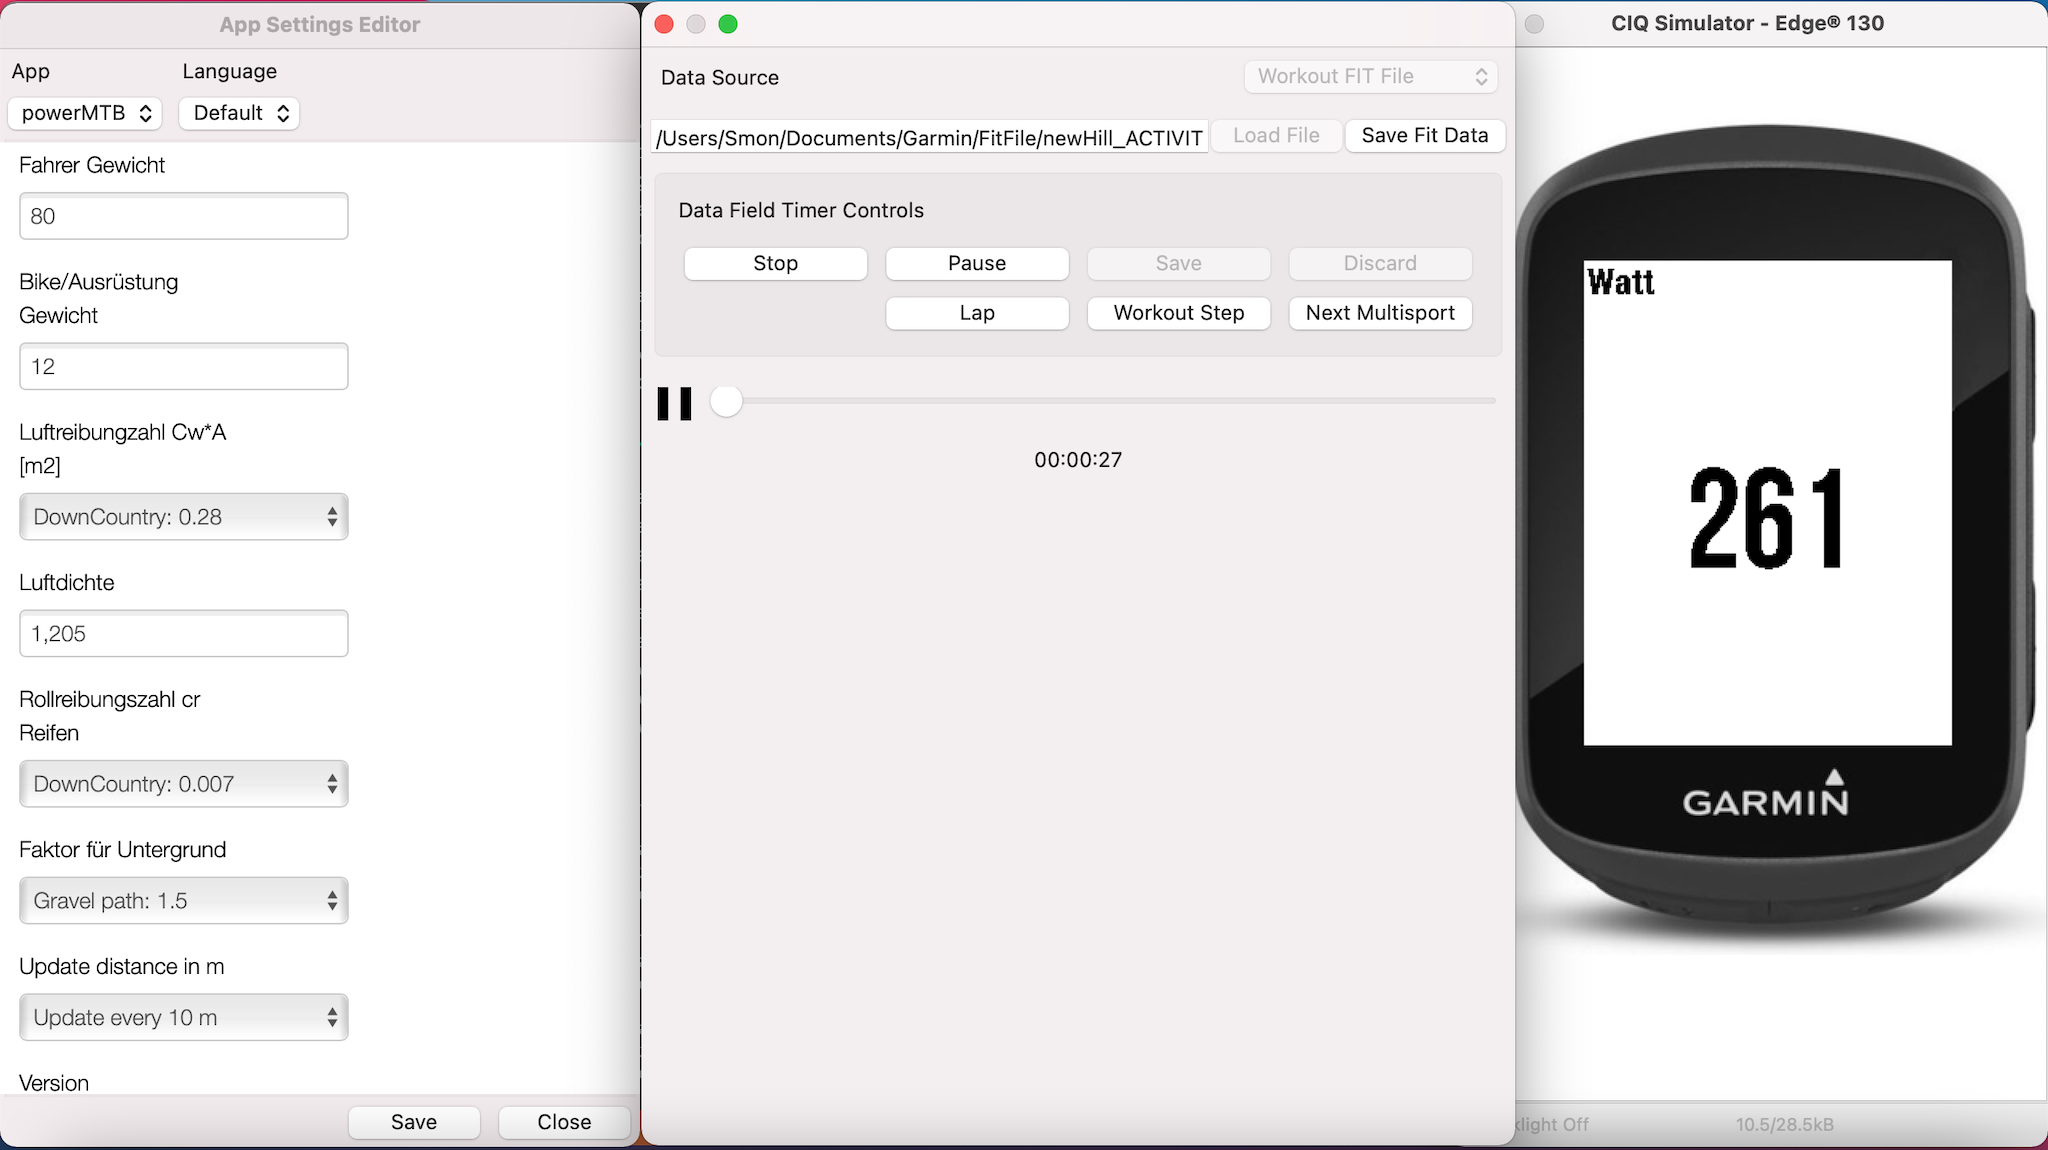 App Settings Editor
App
Language
powerMTB
Default
Fahrer Gewicht
80
Bike/Ausrüstung
Gewicht
12
Luftreibungzahl Cw*A
[m2]
DownCountry: 0.28
Luftdichte
1,205
Rollreibungszahl cr
Reifen
DownCountry: 0.007
Faktor für Untergrund
Gravel path: 1.5
Update distance in m
Update every 10 m
Version
Save
Close
Data Source
Workout FIT File
/Users/Smon/Documents/Garmin/FitFile/newHill_ACTIVIT
Load File
Save Fit Data
Data Field Timer Controls
Stop
Pause
Save
Discard
Lap
Workout Step
Next Multisport
00:00:27
CIQ Simulator - Edge® 130
Watt
261
GARMIN
light Off
10.5/28.5kB